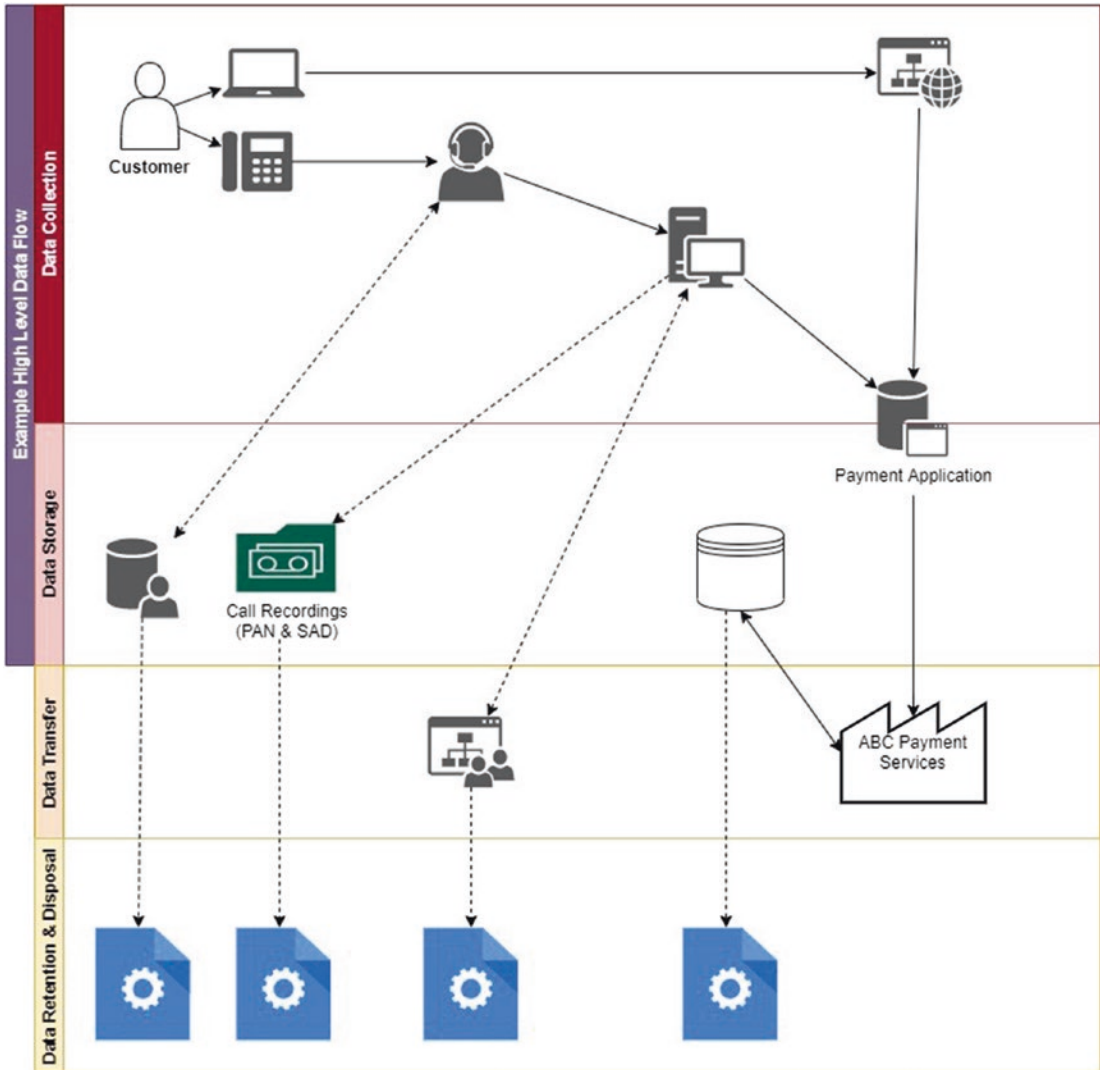 Example High Level Data Flow
Data Collection
Customer
Data Storage
Payment Application
Call Recordings
(PAN & SAD)
Data Transfer
ABC Payment
Services
Data Retention & Disposal